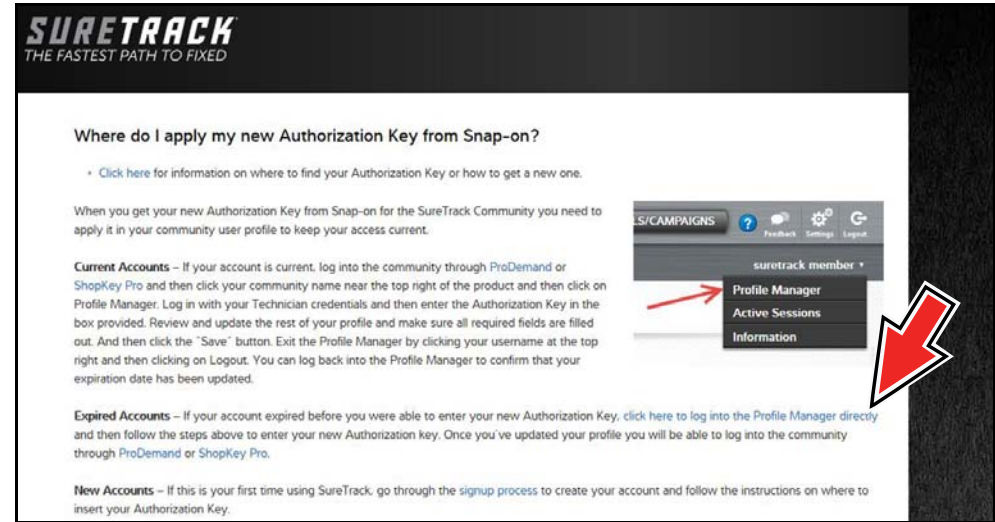 SURETRACK
THE FASTEST PATH TO FIXED
Where do I apply my new Authorization Key from Snap-on?
• Click here for information on where to find your Authorization Key or how to get a new one.
When you get your new Authorization Key from Snap-on for the SureTrack Community you need to
apply it in your community user profile to keep your access current.
Current Accounts – If your account is current, log into the community through ProDemand or
ShopKey Pro and then click your community name near the top right of the product and then click on
Profile Manager. Log in with your Technician credentials and then enter the Authorization Key in the
box provided. Review and update the rest of your profile and make sure all required fields are filled
out. And then click the "Save" button. Exit the Profile Manager by clicking your username at the top
right and then clicking on Logout. You can log back into the Profile Manager to confirm that your
expiration date has been updated.
LS/CAMPAIGNS ? Feedback Settings Logout
suretrack member
Profile Manager
Active Sessions
Information
Expired Accounts – If your account expired before you were able to enter your new Authorization Key, click here to log into the Profile Manager directly
and then follow the steps above to enter your new Authorization key. Once you've updated your profile you will be able to log into the community
through ProDemand or ShopKey Pro.
New Accounts – If this is your first time using SureTrack, go through the signup process to create your account and follow the instructions on where to
insert your Authorization Key.